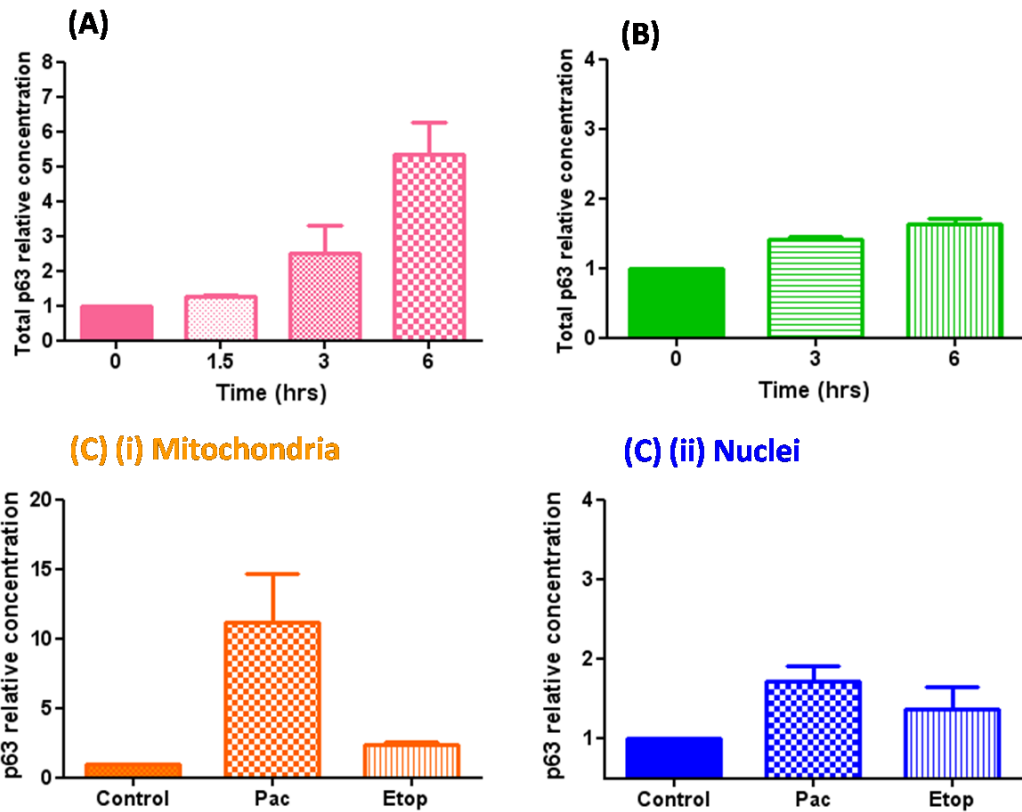 (A)
Total p63 relative concentration
8
7
6
5
4
3
2
1
0
0 1.5 3 6
Time (hrs)
(B)
Total p63 relative concentration
4
3
2
1
0
0 3 6
Time (hrs)
(C) (i) Mitochondria
p63 relative concentration
20
15
10
5
0
Control Pac Etop
(C) (ii) Nuclei
p63 relative concentration
4
3
2
1
Control Pac Etop